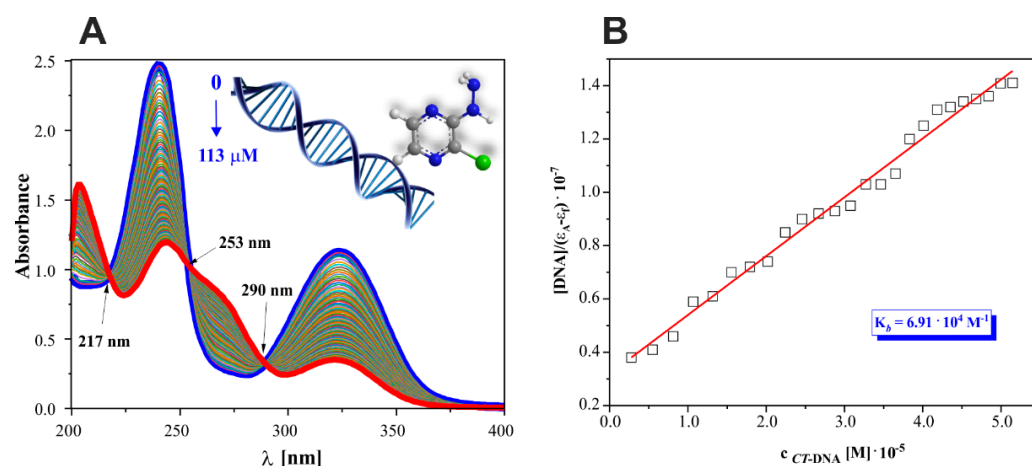 A
2.5
2.0
1.5
1.0
0.5
0.0
Absorbance
200
250
300
350
400
λ [nm]
0
113 μM
217 nm
253 nm
290 nm
B
1.4
1.2
1.0
0.8
0.6
0.4
0.2
[DNA]/(εA-εf) · 10-7
0.0
1.0
2.0
3.0
4.0
5.0
c CT-DNA [M] · 10-5
Kb = 6.91 · 104 M-1